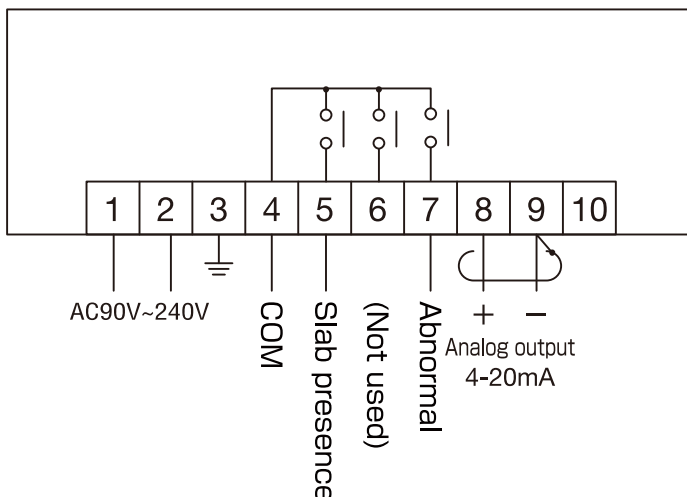 1 2 3 4 5 6 7 8 9 10
AC90V~240V
COM
Slab presence
(Not used)
Abnormal
+ −
Analog output
4-20mA